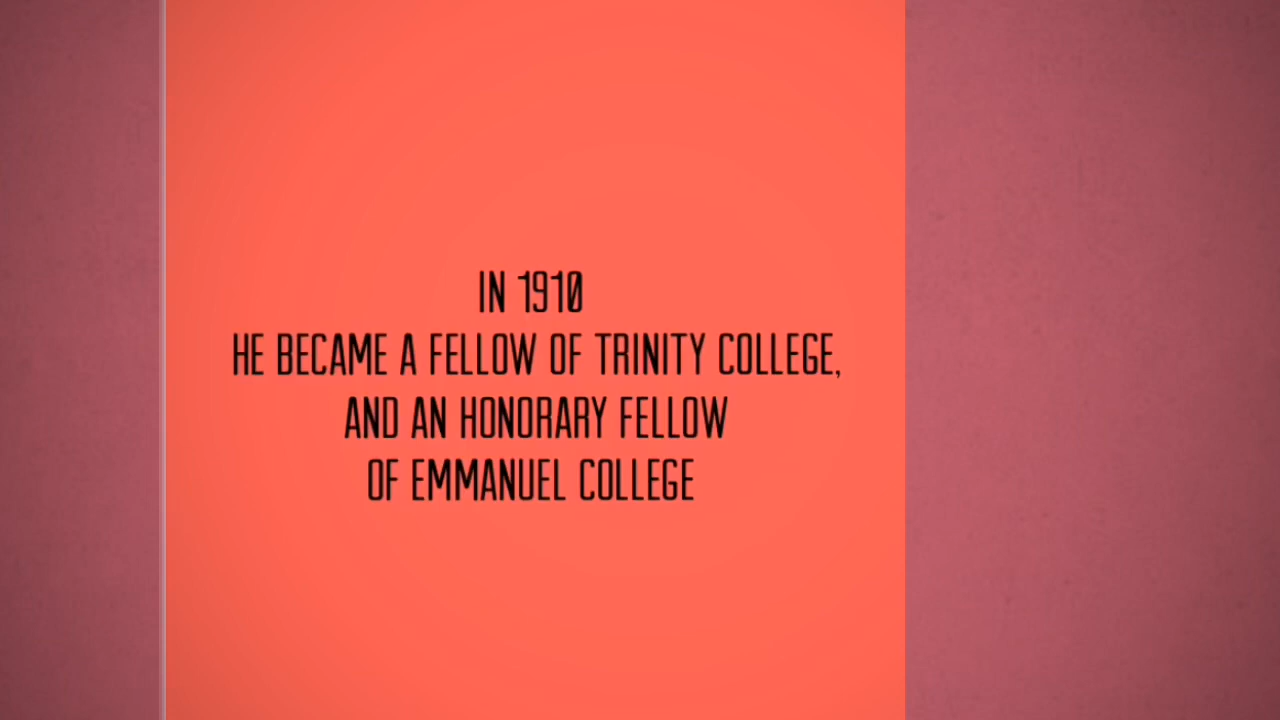 IN 1910
HE BECAME A FELLOW OF TRINITY COLLEGE,
AND AN HONORARY FELLOW
OF EMMANUEL COLLEGE